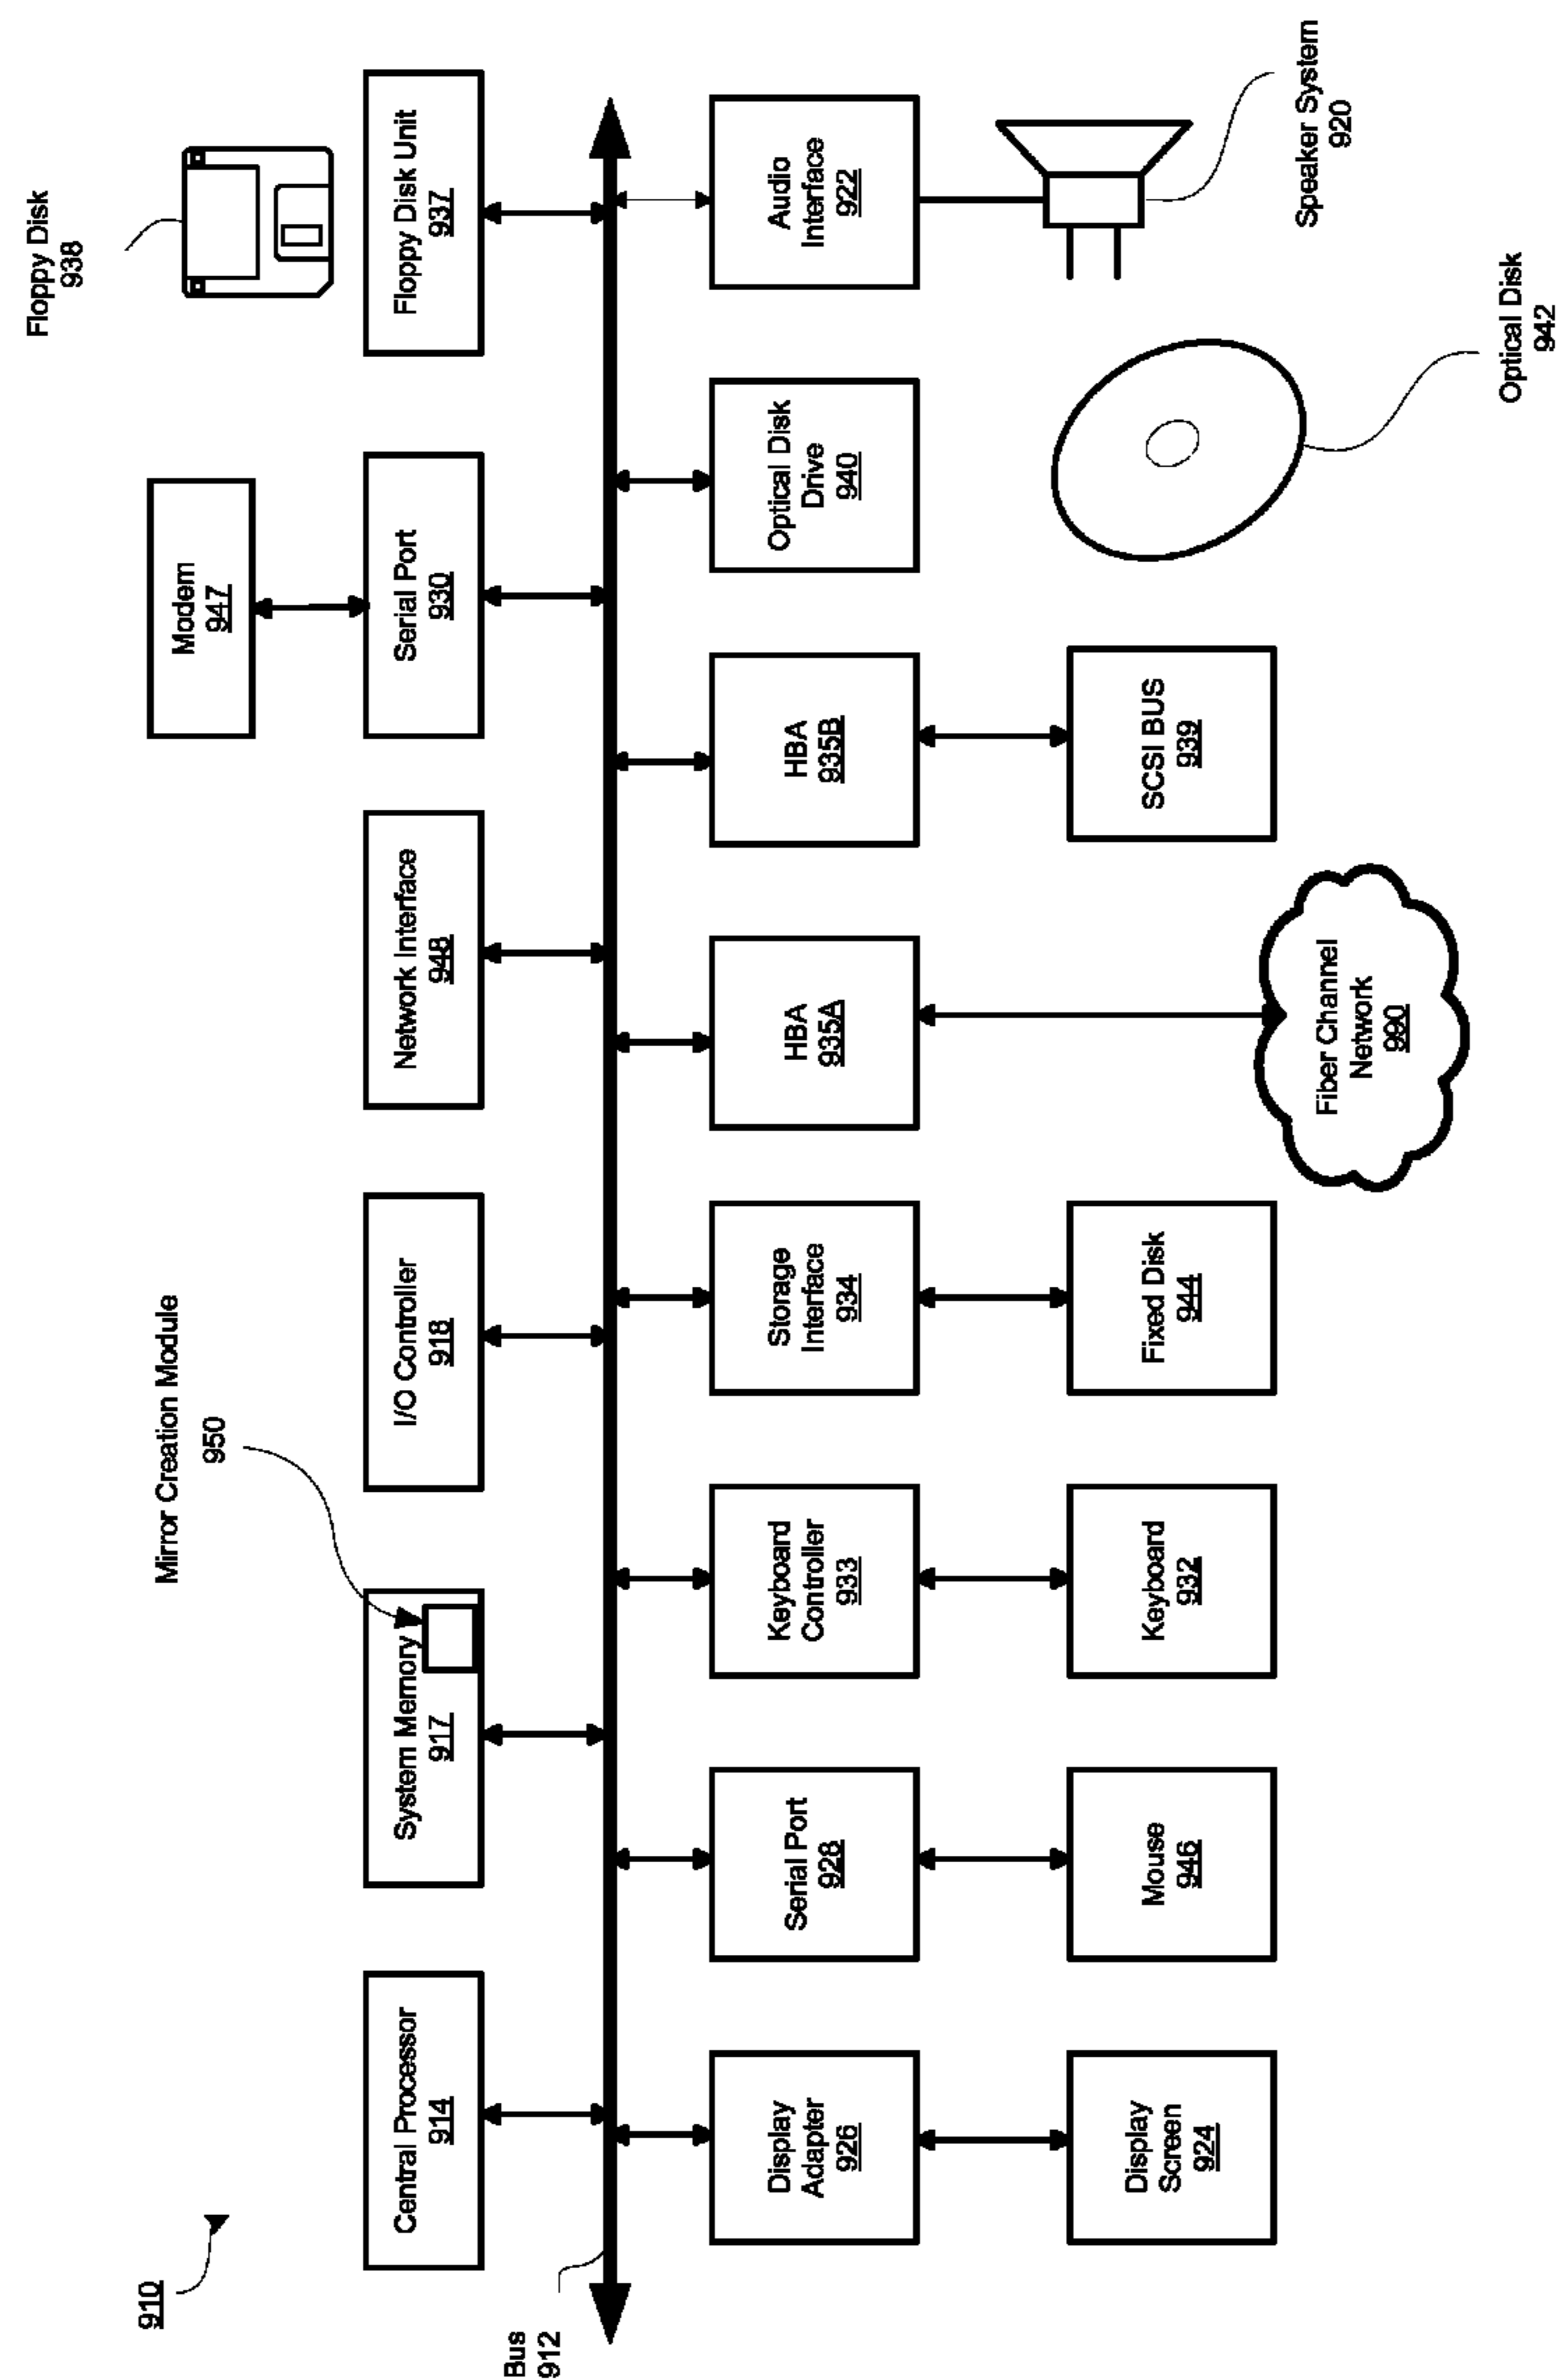 910
Bus
912
Central Processor
914
System Memory
917
Mirror Creation Module
950
I/O Controller
918
Network Interface
948
Modem
947
Serial Port
930
Floppy Disk
938
Floppy Disk Unit
937
Display
Adapter
926
Serial Port
928
Keyboard
Controller
933
Storage
Interface
934
HBA
935A
HBA
935B
Optical Disk
Drive
940
Audio
Interface
922
Display
Screen
924
Mouse
946
Keyboard
932
Fixed Disk
944
Fiber Channel
Network
990
SCSI BUS
939
Optical Disk
942
Speaker System
920